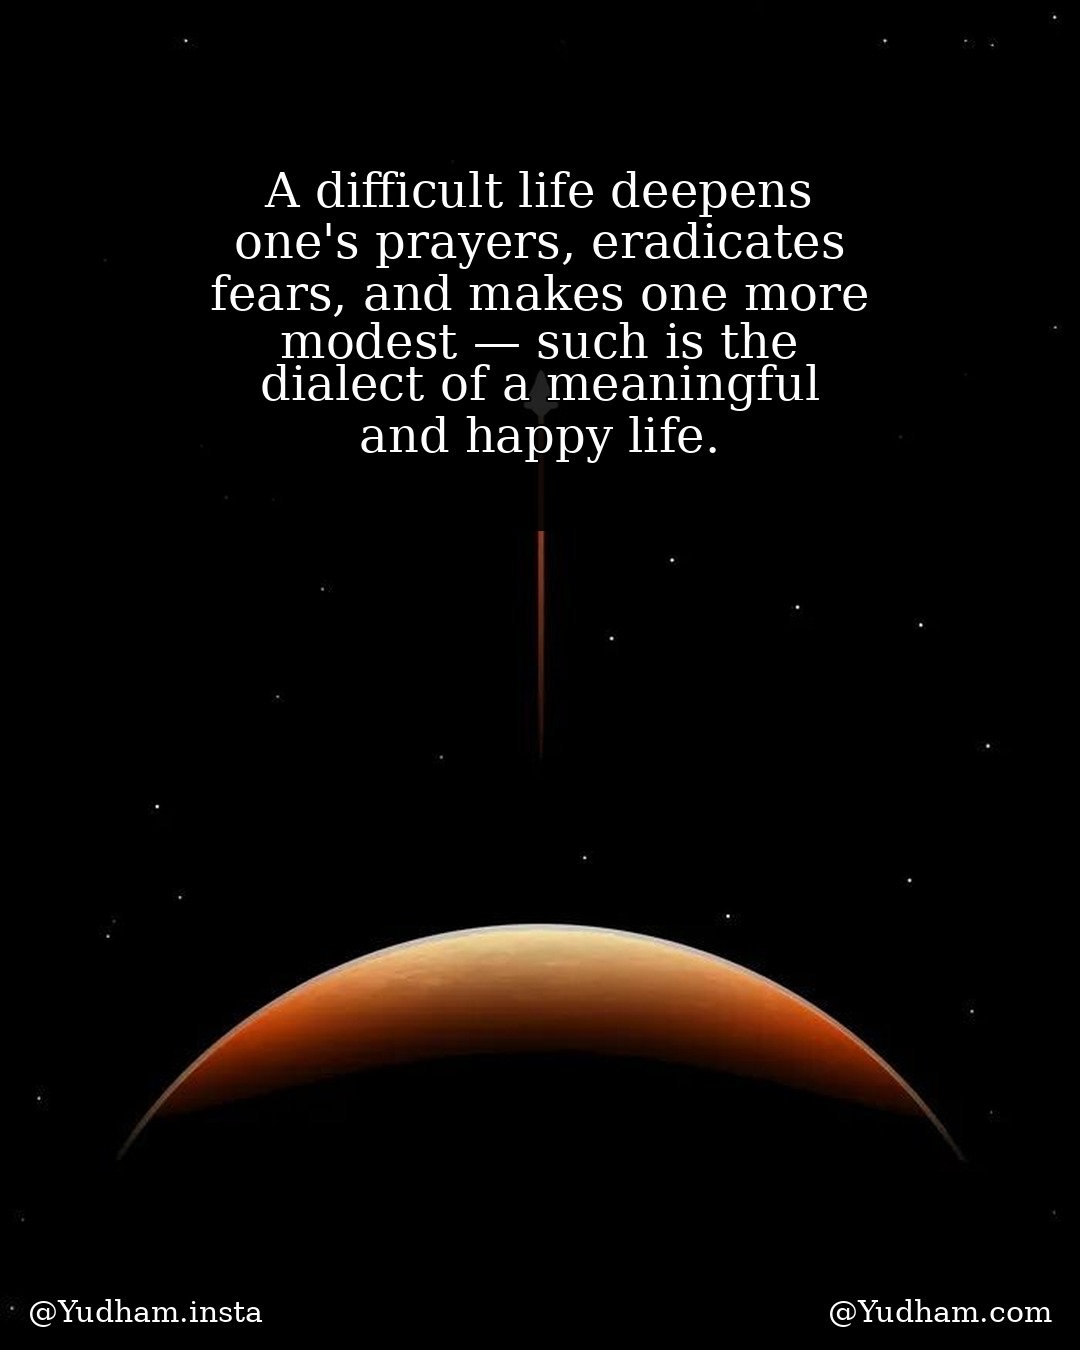 A difficult life deepens
one's prayers, eradicates
fears, and makes one more
modest — such is the
dialect of a meaningful
and happy life.
@Yudham.insta
@Yudham.com